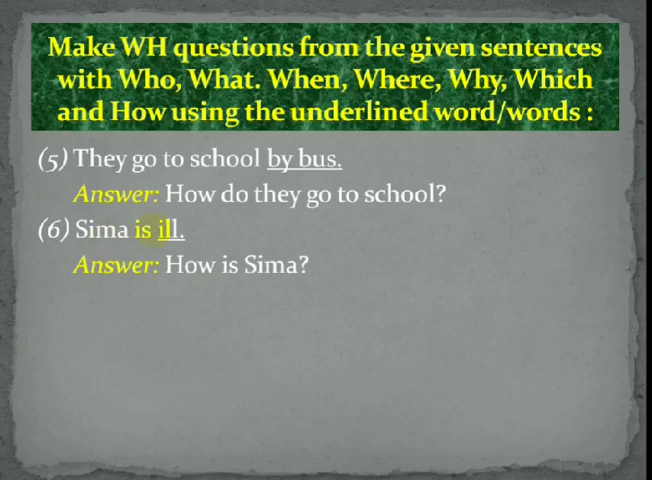 Make WH questions from the given sentences
with Who, What. When, Where, Why, Which
and How using the underlined word/words :
(5) They go to school by bus.
Answer: How do they go to school?
(6) Sima is ill.
Answer: How is Sima?